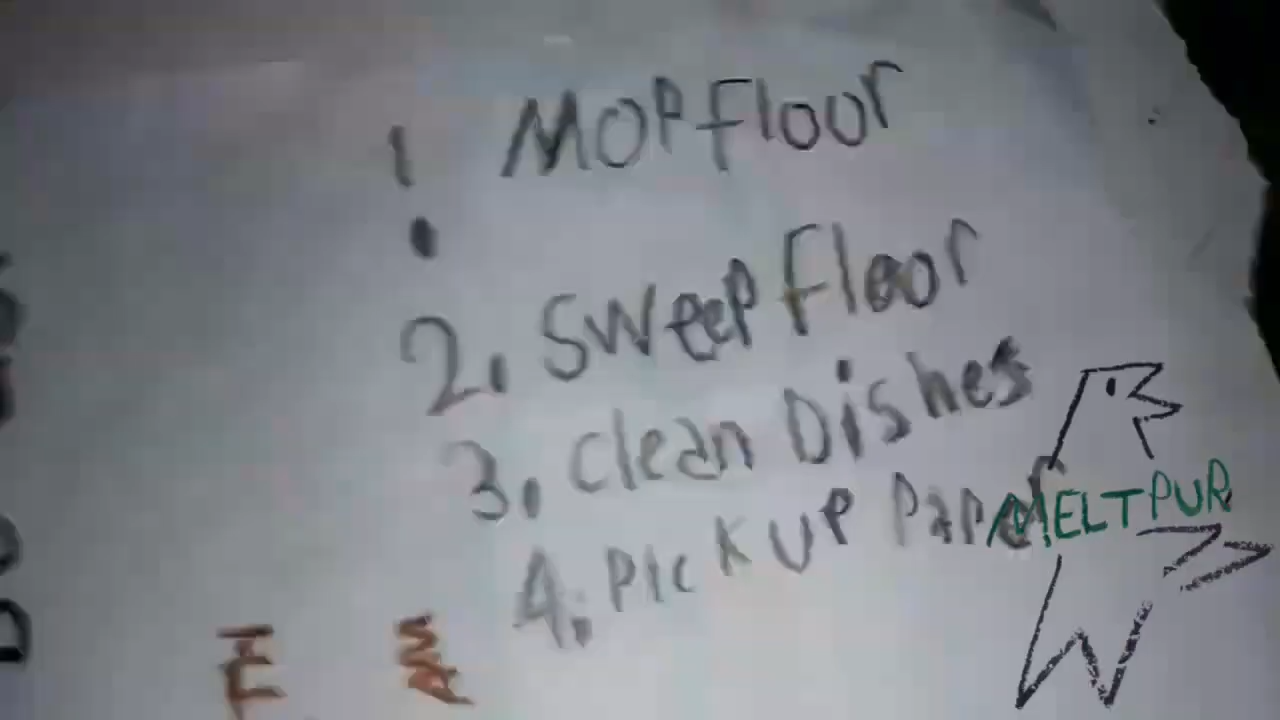 1. MOP floor
2. Sweep floor
3. Clean Dishes
4. Pick UP PAPer
MELTPUR